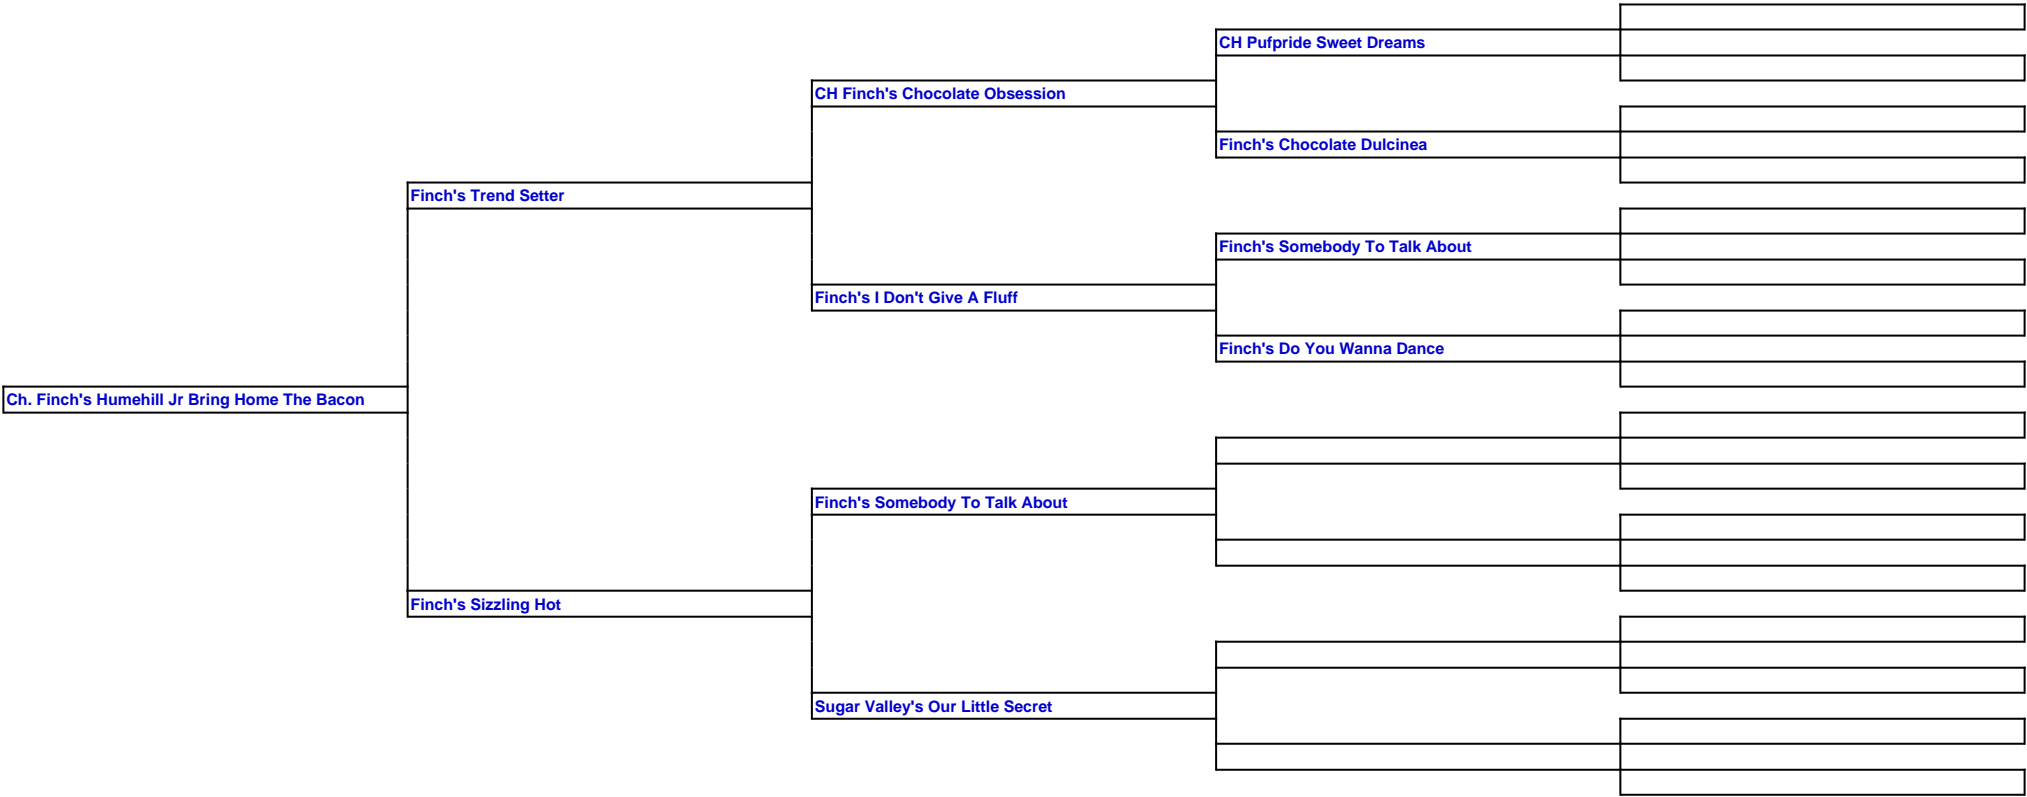 CH Pufpride Sweet Dreams
CH Finch's Chocolate Obsession
Finch's Chocolate Dulcinea
Finch's Trend Setter
Finch's Somebody To Talk About
Finch's I Don't Give A Fluff
Finch's Do You Wanna Dance
Ch. Finch's Humehill Jr Bring Home The Bacon
Finch's Somebody To Talk About
Finch's Sizzling Hot
Sugar Valley's Our Little Secret